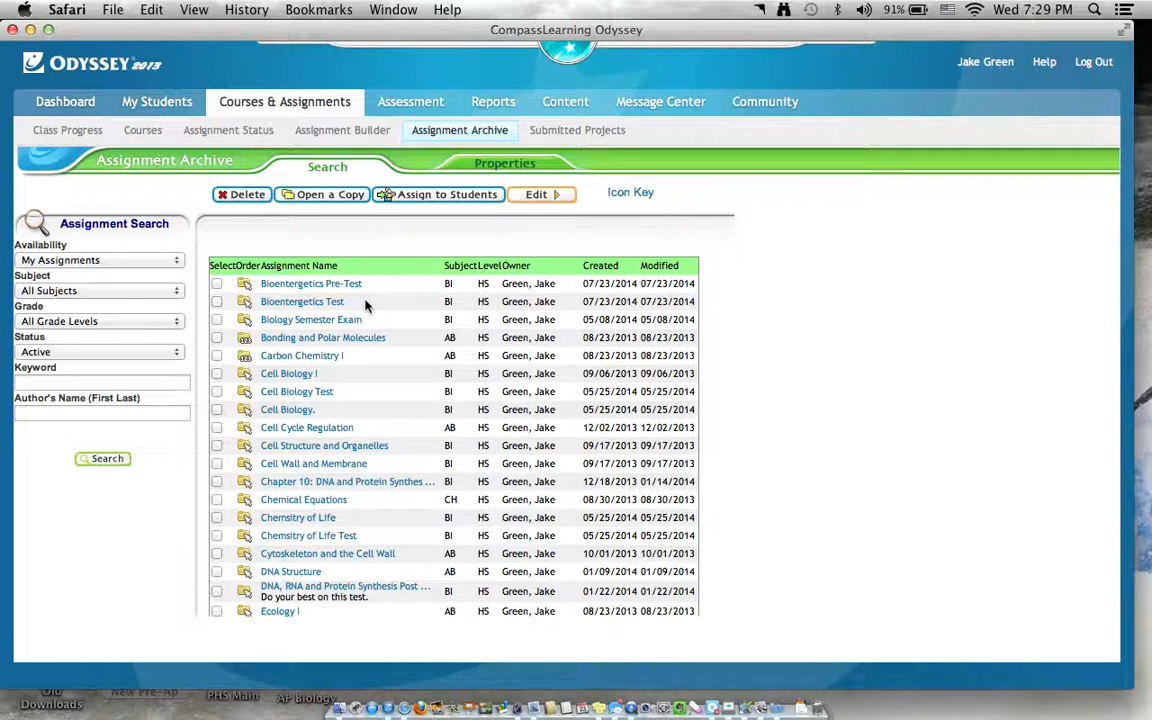 Safari File Edit View History Bookmarks Window Help 91% Wed 7:29 PM
CompassLearning Odyssey
ODYSSEY 2013 Jake Green Help Log Out
Dashboard My Students Courses & Assignments Assessment Reports Content Message Center Community
Class Progress Courses Assignment Status Assignment Builder Assignment Archive Submitted Projects
Assignment Archive Search Properties
Delete Open a Copy Assign to Students Edit Icon Key
Assignment Search
Availability
My Assignments
Subject
All Subjects
Grade
All Grade Levels
Status
Active
Keyword
Author's Name (First Last)
Search
Select Order Assignment Name Subject Level Owner Created Modified
Bioentergetics Pre-Test BI HS Green, Jake 07/23/2014 07/23/2014
Bioentergetics Test BI HS Green, Jake 07/23/2014 07/23/2014
Biology Semester Exam BI HS Green, Jake 05/08/2014 05/08/2014
Bonding and Polar Molecules AB HS Green, Jake 08/23/2013 08/23/2013
Carbon Chemistry I AB HS Green, Jake 08/23/2013 08/23/2013
Cell Biology I BI HS Green, Jake 09/06/2013 09/06/2013
Cell Biology Test BI HS Green, Jake 05/25/2014 05/25/2014
Cell Biology. BI HS Green, Jake 05/25/2014 05/25/2014
Cell Cycle Regulation AB HS Green, Jake 12/02/2013 12/02/2013
Cell Structure and Organelles BI HS Green, Jake 09/17/2013 09/17/2013
Cell Wall and Membrane BI HS Green, Jake 09/17/2013 09/17/2013
Chapter 10: DNA and Protein Synthes ... BI HS Green, Jake 12/18/2013 01/14/2014
Chemical Equations CH HS Green, Jake 08/30/2013 08/30/2013
Chemsitry of Life BI HS Green, Jake 05/25/2014 05/25/2014
Chemsitry of Life Test BI HS Green, Jake 05/25/2014 05/25/2014
Cytoskeleton and the Cell Wall AB HS Green, Jake 10/01/2013 10/01/2013
DNA Structure AB HS Green, Jake 01/09/2014 01/09/2014
DNA, RNA and Protein Synthesis Post ... BI HS Green, Jake 01/22/2014 01/22/2014
Do your best on this test.
Ecology I AB HS Green, Jake 08/23/2013 08/23/2013
Old Downloads New Pre-Ap PHS Main AP Biology